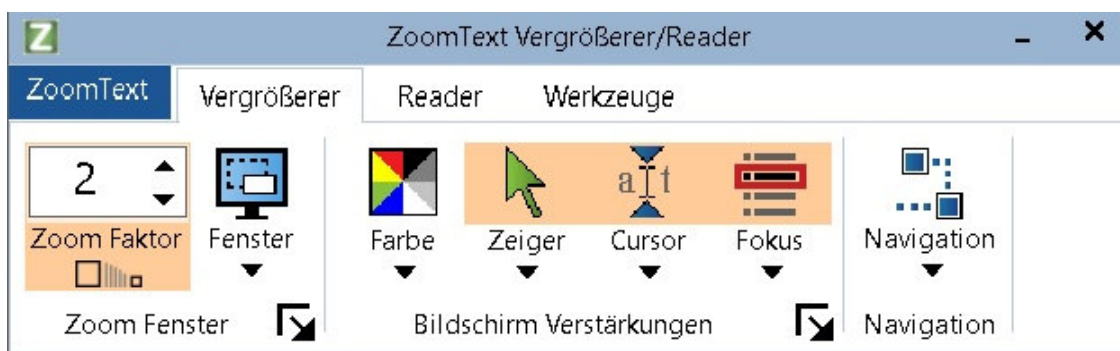 Z ZoomText Vergrößerer/Reader
ZoomText Vergrößerer Reader Werkzeuge
2 a t
Zoom Faktor Fenster Farbe Zeiger Cursor Fokus Navigation
Zoom Fenster Bildschirm Verstärkungen Navigation